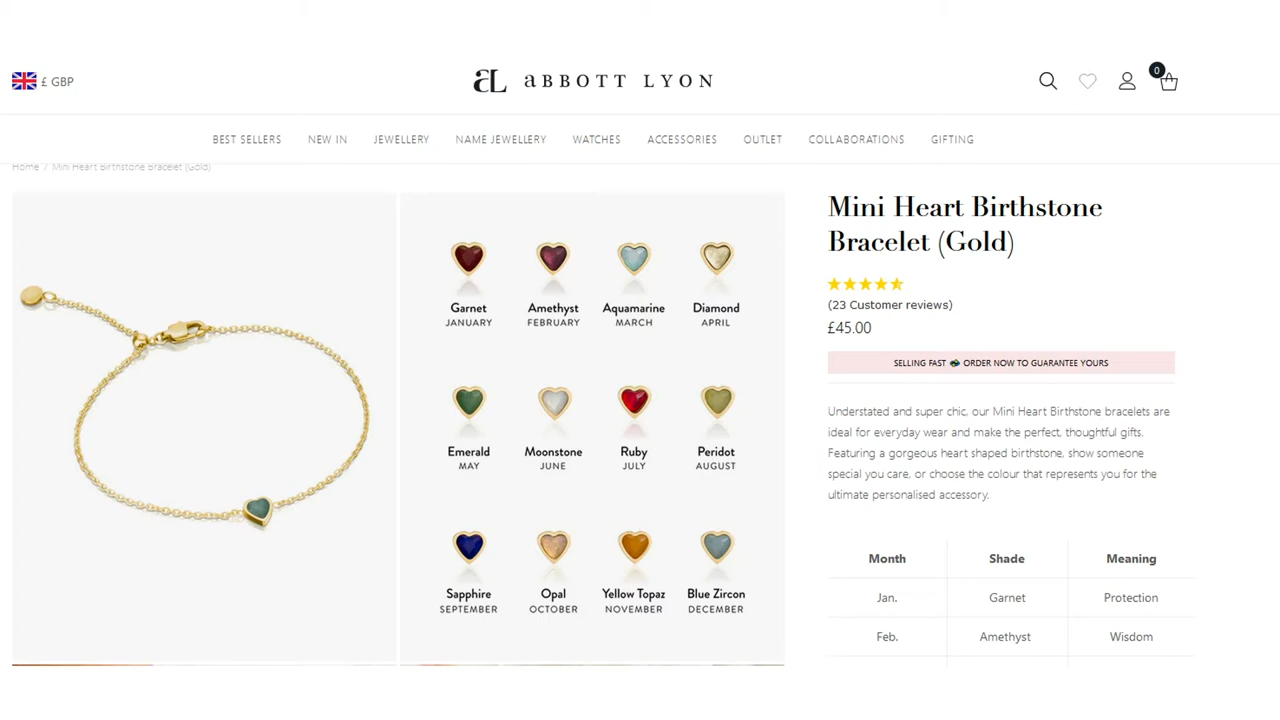 £ GBP
AL ABBOTT LYON
0
BEST SELLERS NEW IN JEWELLERY NAME JEWELLERY WATCHES ACCESSORIES OUTLET COLLABORATIONS GIFTING
Home / Mini Heart Birthstone Bracelet (Gold)
Mini Heart Birthstone
Bracelet (Gold)
(23 Customer reviews)
£45.00
SELLING FAST ORDER NOW TO GUARANTEE YOURS
Understated and super chic, our Mini Heart Birthstone bracelets are
ideal for everyday wear and make the perfect, thoughtful gifts.
Featuring a gorgeous heart shaped birthstone, show someone
special you care, or choose the colour that represents you for the
ultimate personalised accessory.
Month Shade Meaning
Jan. Garnet Protection
Feb. Amethyst Wisdom
Garnet Amethyst Aquamarine Diamond
JANUARY FEBRUARY MARCH APRIL
Emerald Moonstone Ruby Peridot
MAY JUNE JULY AUGUST
Sapphire Opal Yellow Topaz Blue Zircon
SEPTEMBER OCTOBER NOVEMBER DECEMBER